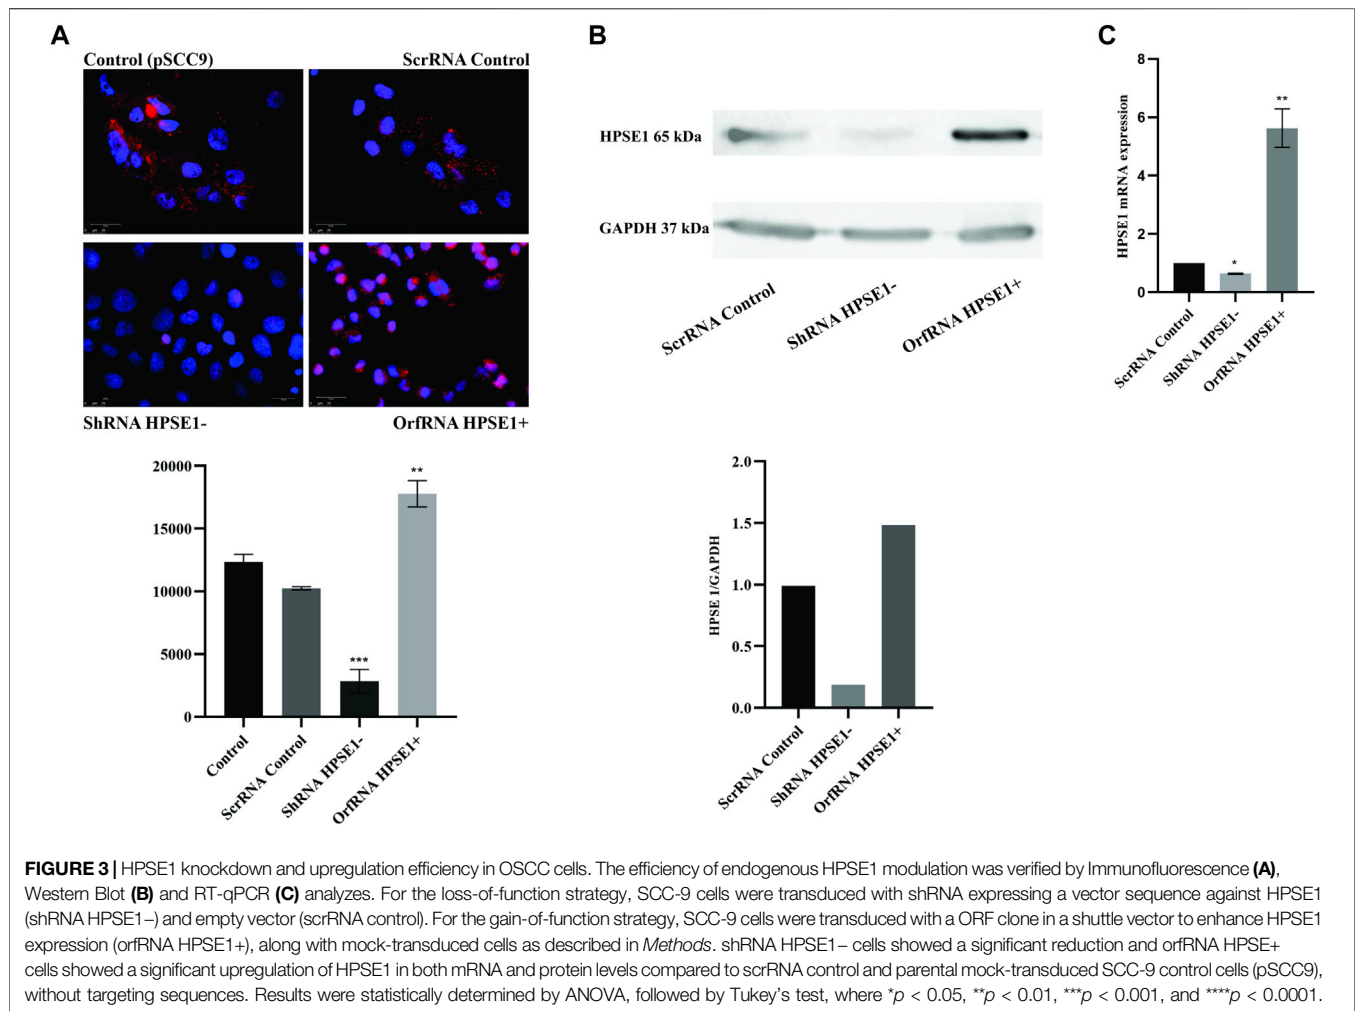 A
Control (pSCC9)
ScrRNA Control
ShRNA HPSE1-
OrfRNA HPSE1+
20000
15000
10000
5000
0
**
***
Control
ScrRNA Control
ShRNA HPSE1-
OrfRNA HPSE1+
B
HPSE1 65 kDa
GAPDH 37 kDa
ScrRNA Control
ShRNA HPSE1-
OrfRNA HPSE1+
HPSE 1/GAPDH
2.0
1.5
1.0
0.5
0.0
ScrRNA Control
ShRNA HPSE1-
OrfRNA HPSE1+
C
HPSE1 mRNA expression
8
6
4
2
0
*
**
ScrRNA Control
ShRNA HPSE1-
OrfRNA HPSE1+
FIGURE 3 | HPSE1 knockdown and upregulation efficiency in OSCC cells. The efficiency of endogenous HPSE1 modulation was verified by Immunofluorescence (A),
Western Blot (B) and RT-qPCR (C) analyzes. For the loss-of-function strategy, SCC-9 cells were transduced with shRNA expressing a vector sequence against HPSE1
(shRNA HPSE1−) and empty vector (scrRNA control). For the gain-of-function strategy, SCC-9 cells were transduced with a ORF clone in a shuttle vector to enhance HPSE1
expression (orfRNA HPSE1+), along with mock-transduced cells as described in Methods. shRNA HPSE1− cells showed a significant reduction and orfRNA HPSE+
cells showed a significant upregulation of HPSE1 in both mRNA and protein levels compared to scrRNA control and parental mock-transduced SCC-9 control cells (pSCC9),
without targeting sequences. Results were statistically determined by ANOVA, followed by Tukey's test, where *p < 0.05, **p < 0.01, ***p < 0.001, and ****p < 0.0001.